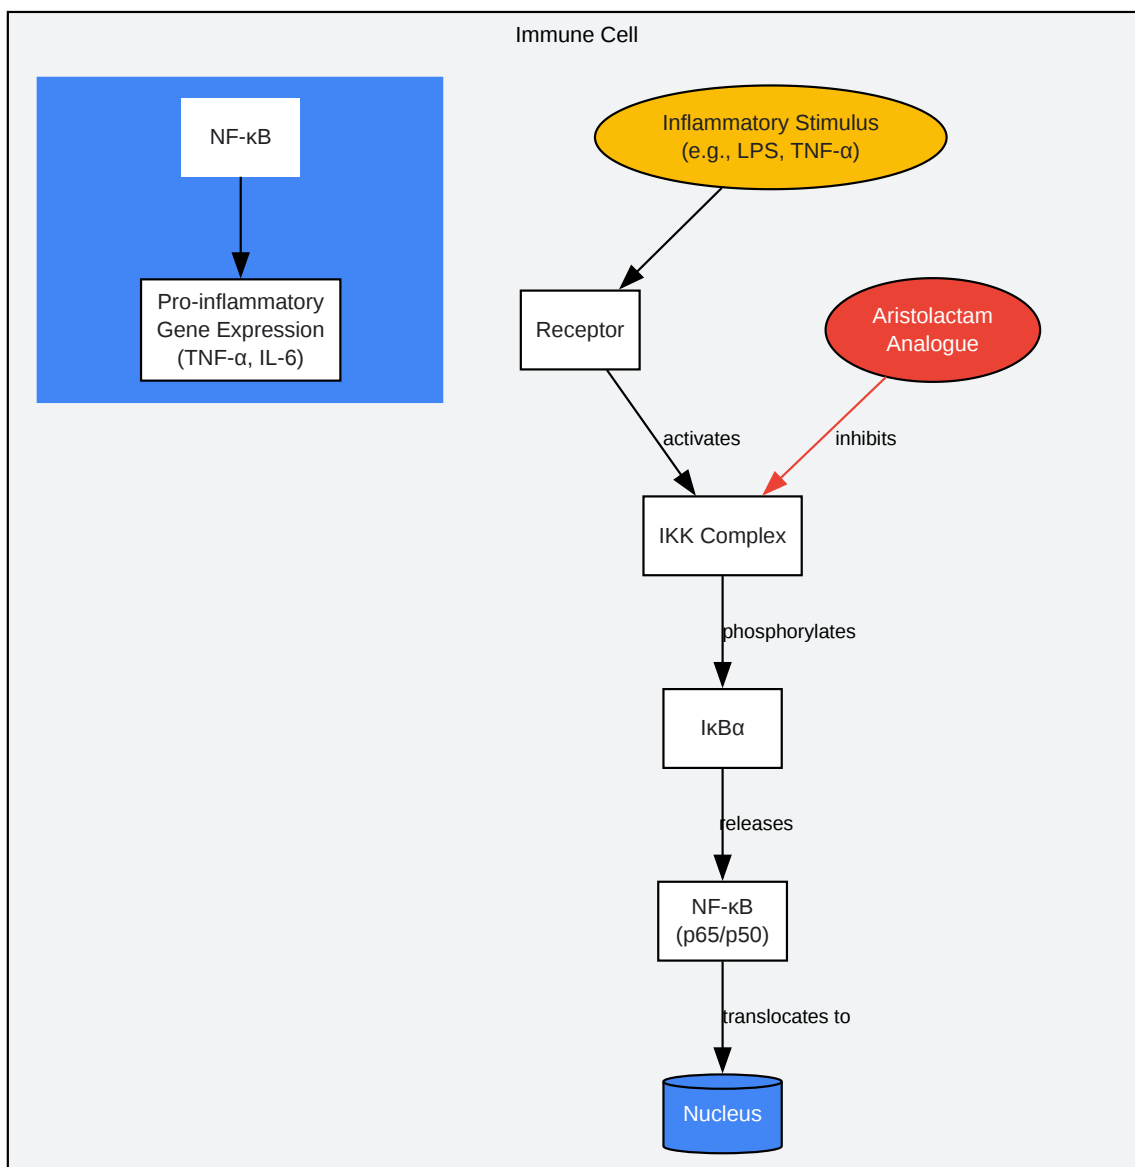 Immune Cell
NF-κB
Pro-inflammatory
Gene Expression
(TNF-α, IL-6)
Inflammatory Stimulus
(e.g., LPS, TNF-α)
Receptor
Aristolactam
Analogue
activates
inhibits
IKK Complex
phosphorylates
IκBα
releases
NF-κB
(p65/p50)
translocates to
Nucleus